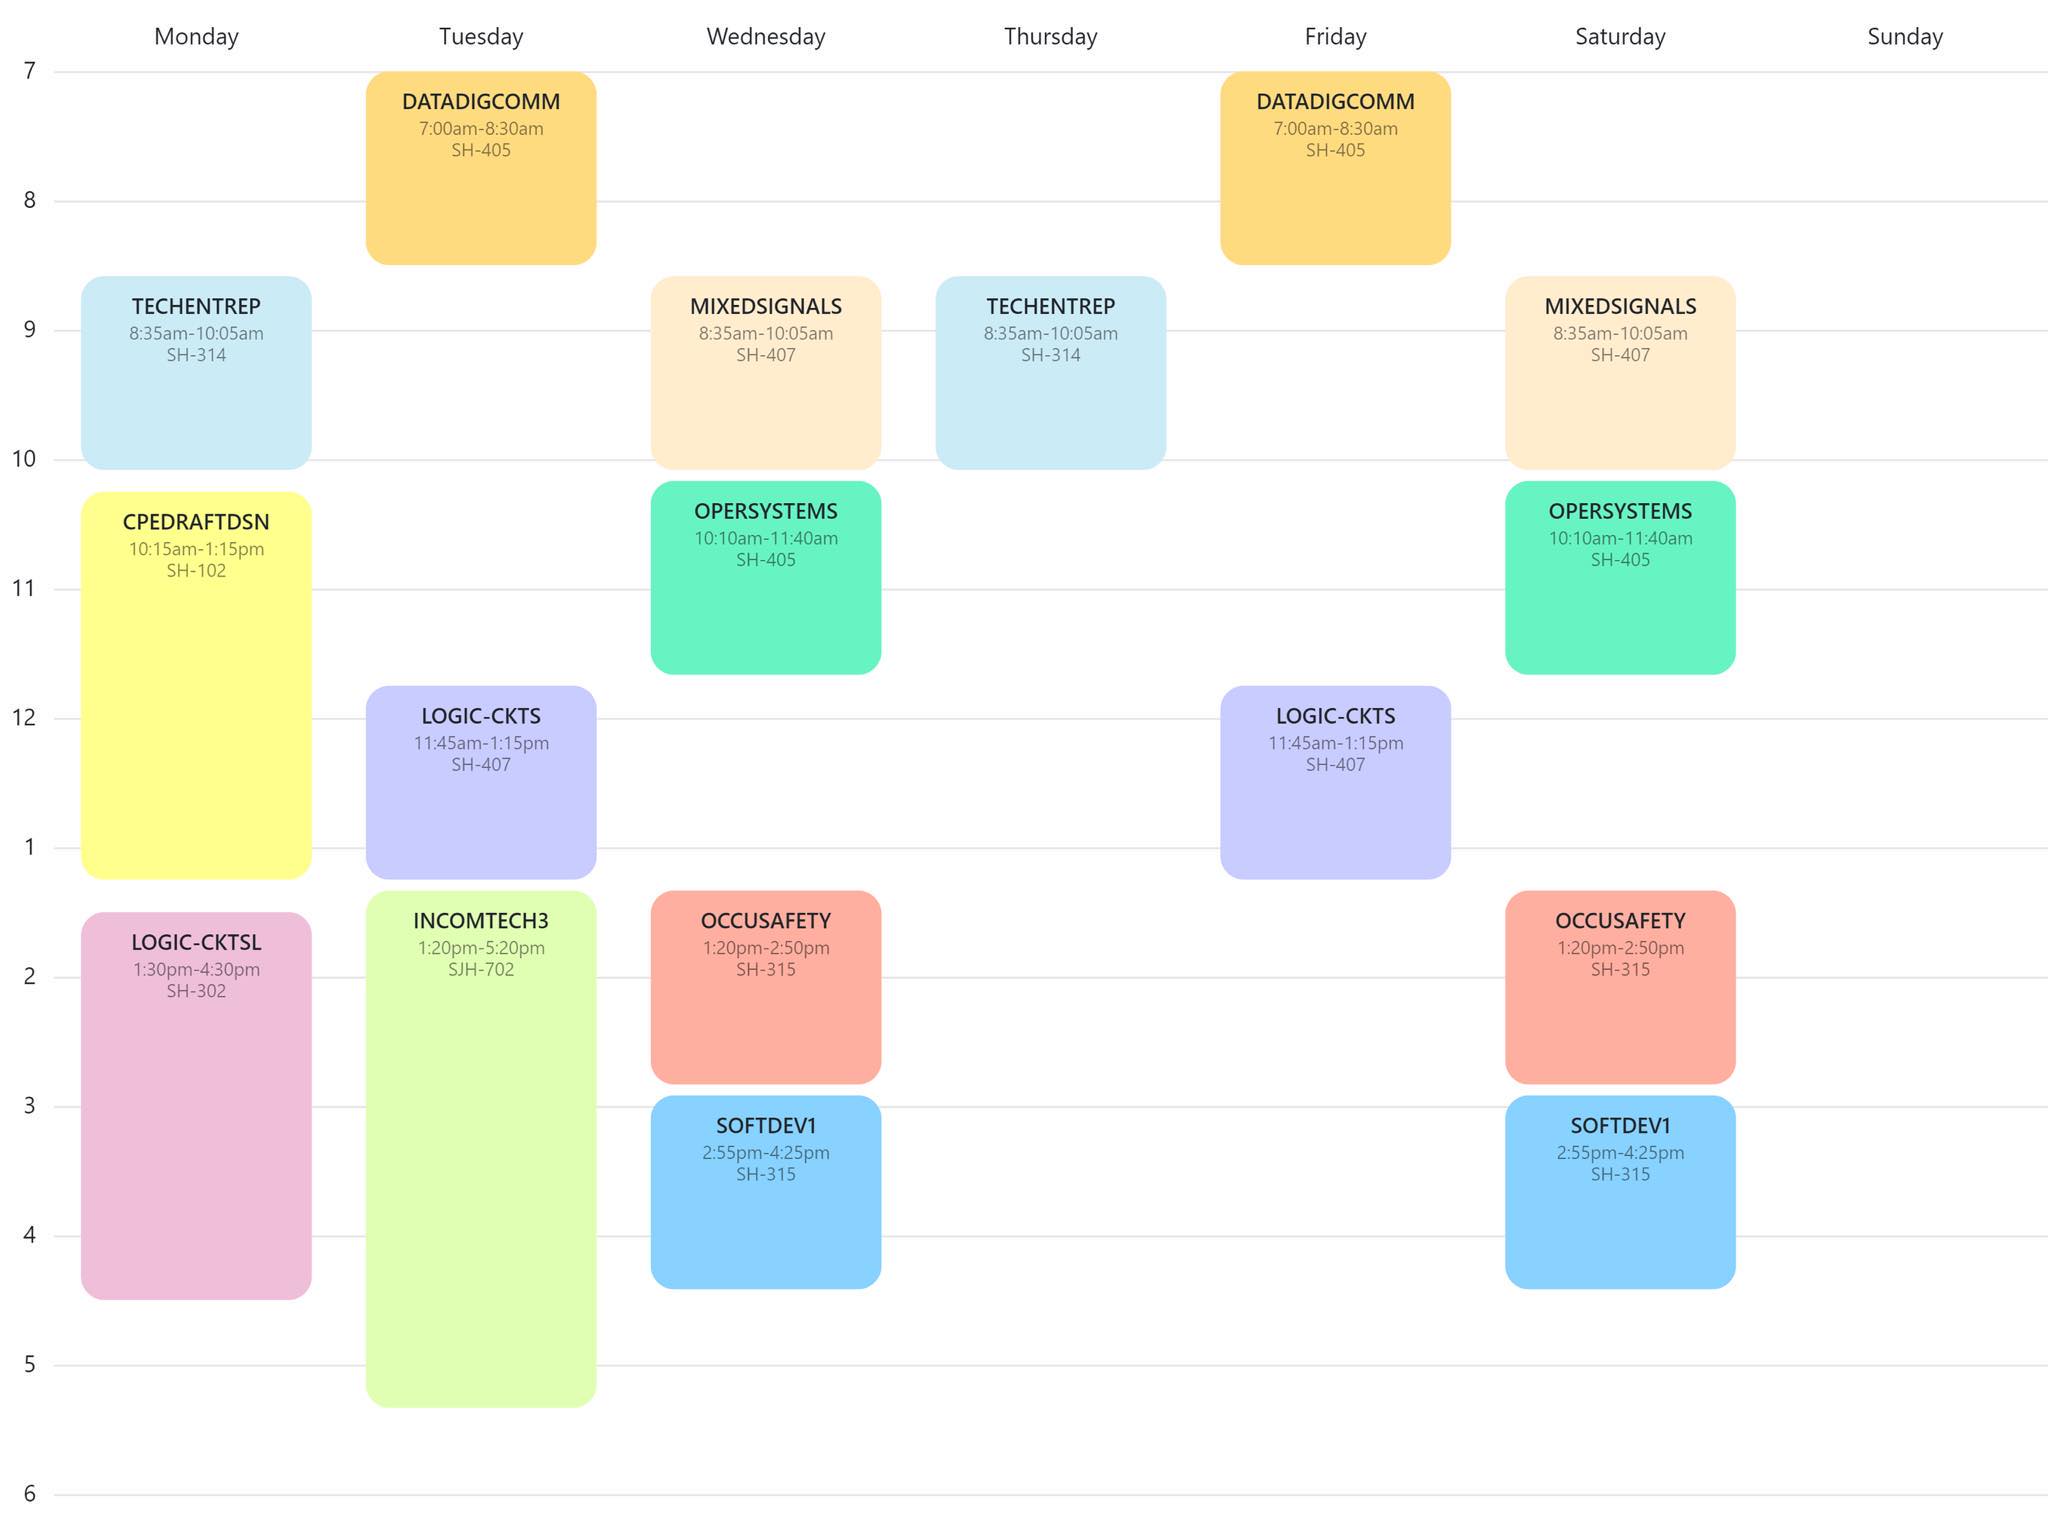 Monday
Tuesday
Wednesday
Thursday
Friday
Saturday
Sunday
7
8
9
10
11
12
1
2
3
4
5
6
TECHENTREP
8:35am-10:05am
SH-314
CPEDRAFTDSN
10:15am-1:15pm
SH-102
LOGIC-CKTSL
1:30pm-4:30pm
SH-302
DATADIGCOMM
7:00am-8:30am
SH-405
LOGIC-CKTS
11:45am-1:15pm
SH-407
INCOMTECH3
1:20pm-5:20pm
SJH-702
MIXEDSIGNALS
8:35am-10:05am
SH-407
OPERSYSTEMS
10:10am-11:40am
SH-405
OCCUSAFETY
1:20pm-2:50pm
SH-315
SOFTDEV1
2:55pm-4:25pm
SH-315
TECHENTREP
8:35am-10:05am
SH-314
DATADIGCOMM
7:00am-8:30am
SH-405
LOGIC-CKTS
11:45am-1:15pm
SH-407
MIXEDSIGNALS
8:35am-10:05am
SH-407
OPERSYSTEMS
10:10am-11:40am
SH-405
OCCUSAFETY
1:20pm-2:50pm
SH-315
SOFTDEV1
2:55pm-4:25pm
SH-315